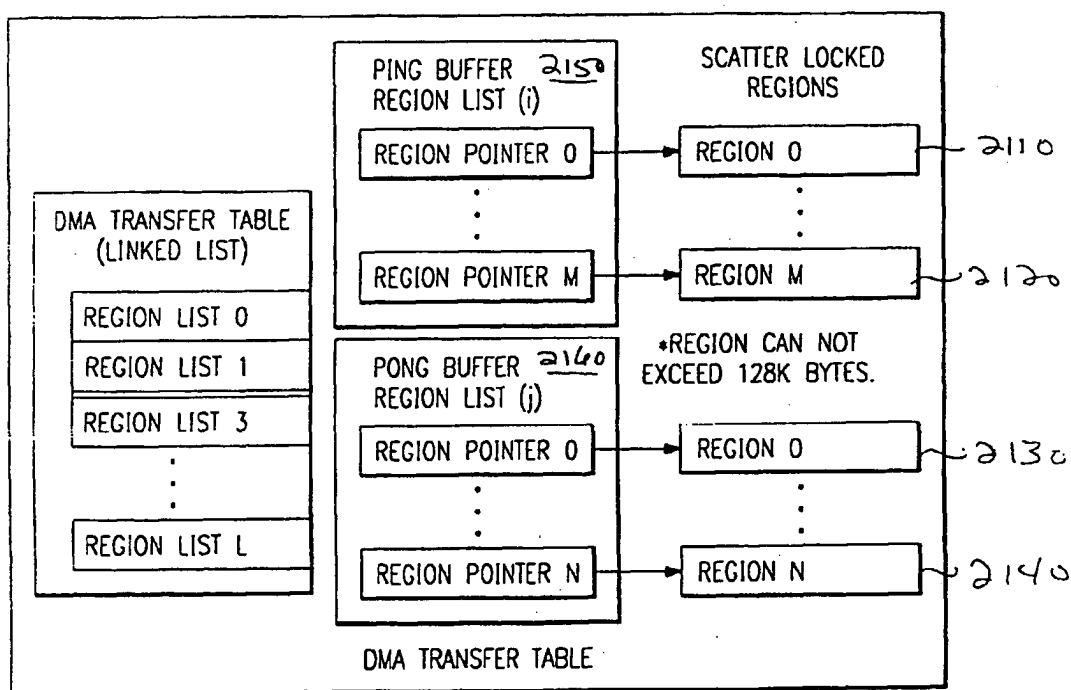 DMA TRANSFER TABLE
(LINKED LIST)
REGION LIST 0
REGION LIST 1
REGION LIST 3
REGION LIST L
PING BUFFER 2150
REGION LIST (i)
REGION POINTER 0
REGION POINTER M
PONG BUFFER 2160
REGION LIST (j)
REGION POINTER 0
REGION POINTER N
SCATTER LOCKED
REGIONS
REGION 0
2110
REGION M
2120
*REGION CAN NOT
EXCEED 128K BYTES.
REGION 0
2130
REGION N
2140
DMA TRANSFER TABLE